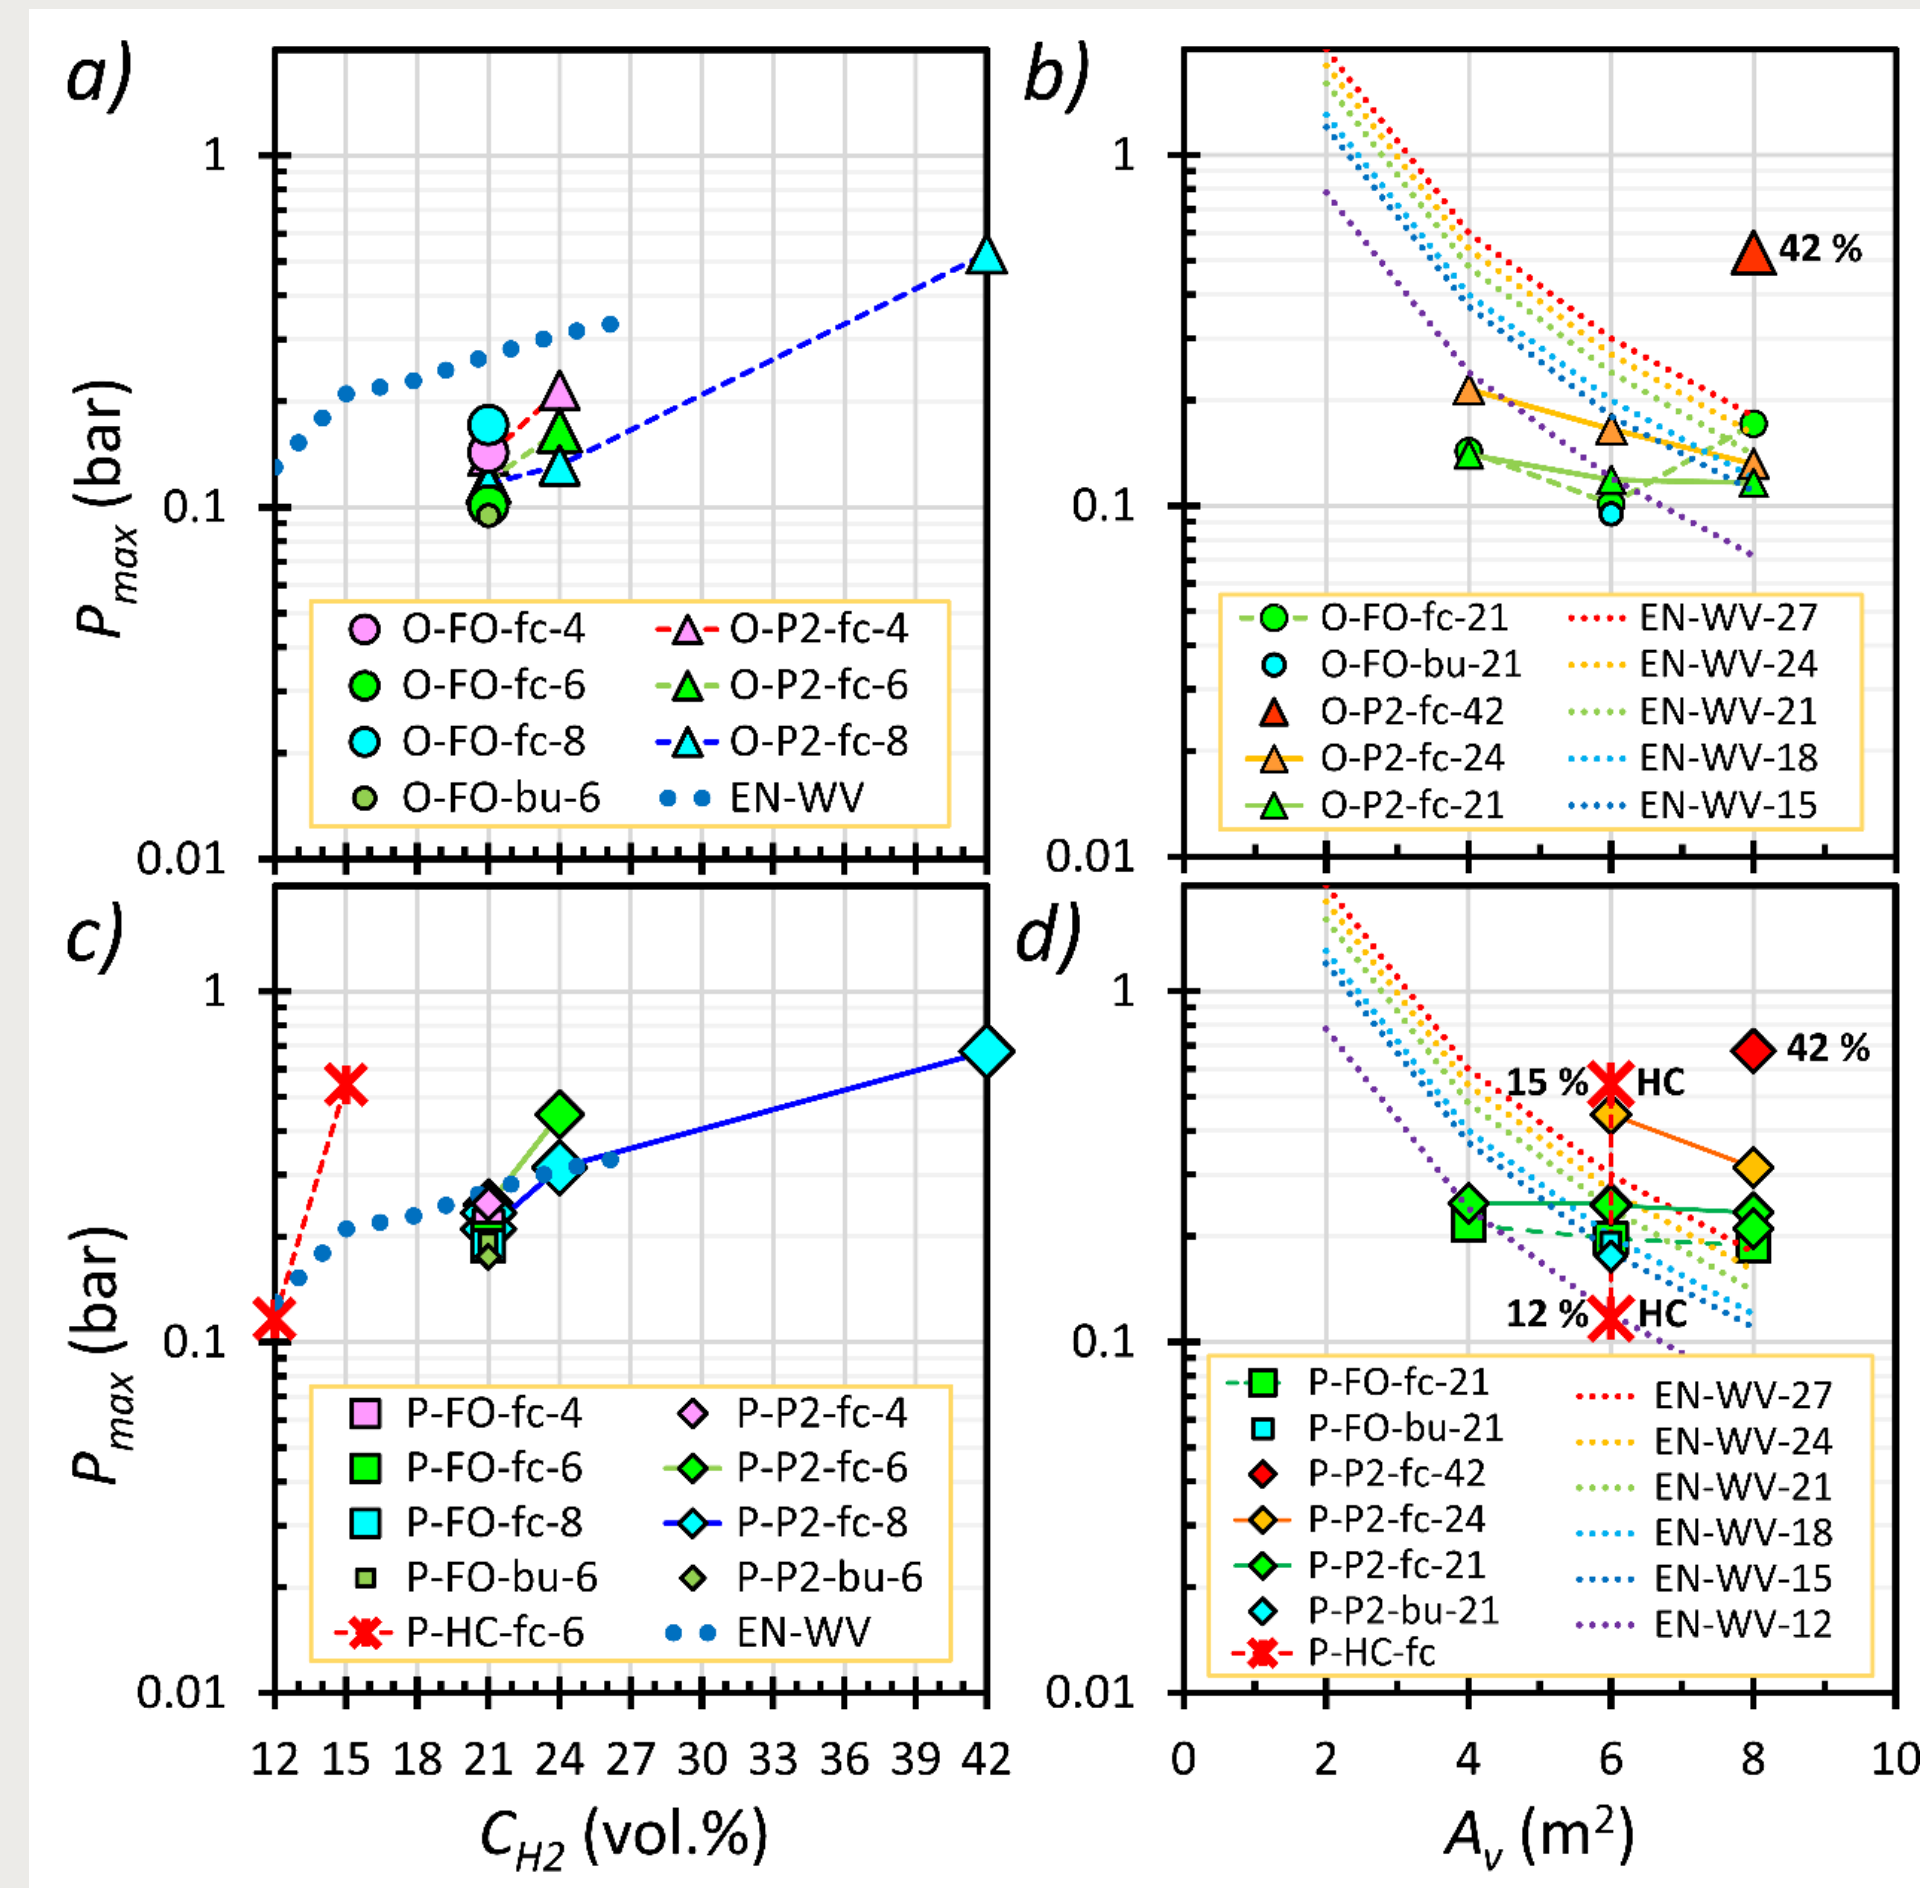 a)
1
0.1
0.01
P_max (bar)
O-FO-fc-4 O-P2-fc-4
O-FO-fc-6 O-P2-fc-6
O-FO-fc-8 O-P2-fc-8
O-FO-bu-6 EN-WV
b)
1
0.1
0.01
42 %
O-FO-fc-21 EN-WV-27
O-FO-bu-21 EN-WV-24
O-P2-fc-42 EN-WV-21
O-P2-fc-24 EN-WV-18
O-P2-fc-21 EN-WV-15
c)
1
0.1
0.01
P_max (bar)
P-FO-fc-4 P-P2-fc-4
P-FO-fc-6 P-P2-fc-6
P-FO-fc-8 P-P2-fc-8
P-FO-bu-6 P-P2-bu-6
P-HC-fc-6 EN-WV
12 15 18 21 24 27 30 33 36 39 42
C_H2 (vol.%)
d)
1
0.1
0.01
42 %
15 % HC
12 % HC
P-FO-fc-21 EN-WV-27
P-FO-bu-21 EN-WV-24
P-P2-fc-42 EN-WV-21
P-P2-fc-24 EN-WV-18
P-P2-fc-21 EN-WV-15
P-P2-bu-21 EN-WV-12
P-HC-fc
0 2 4 6 8 10
A_v (m²)